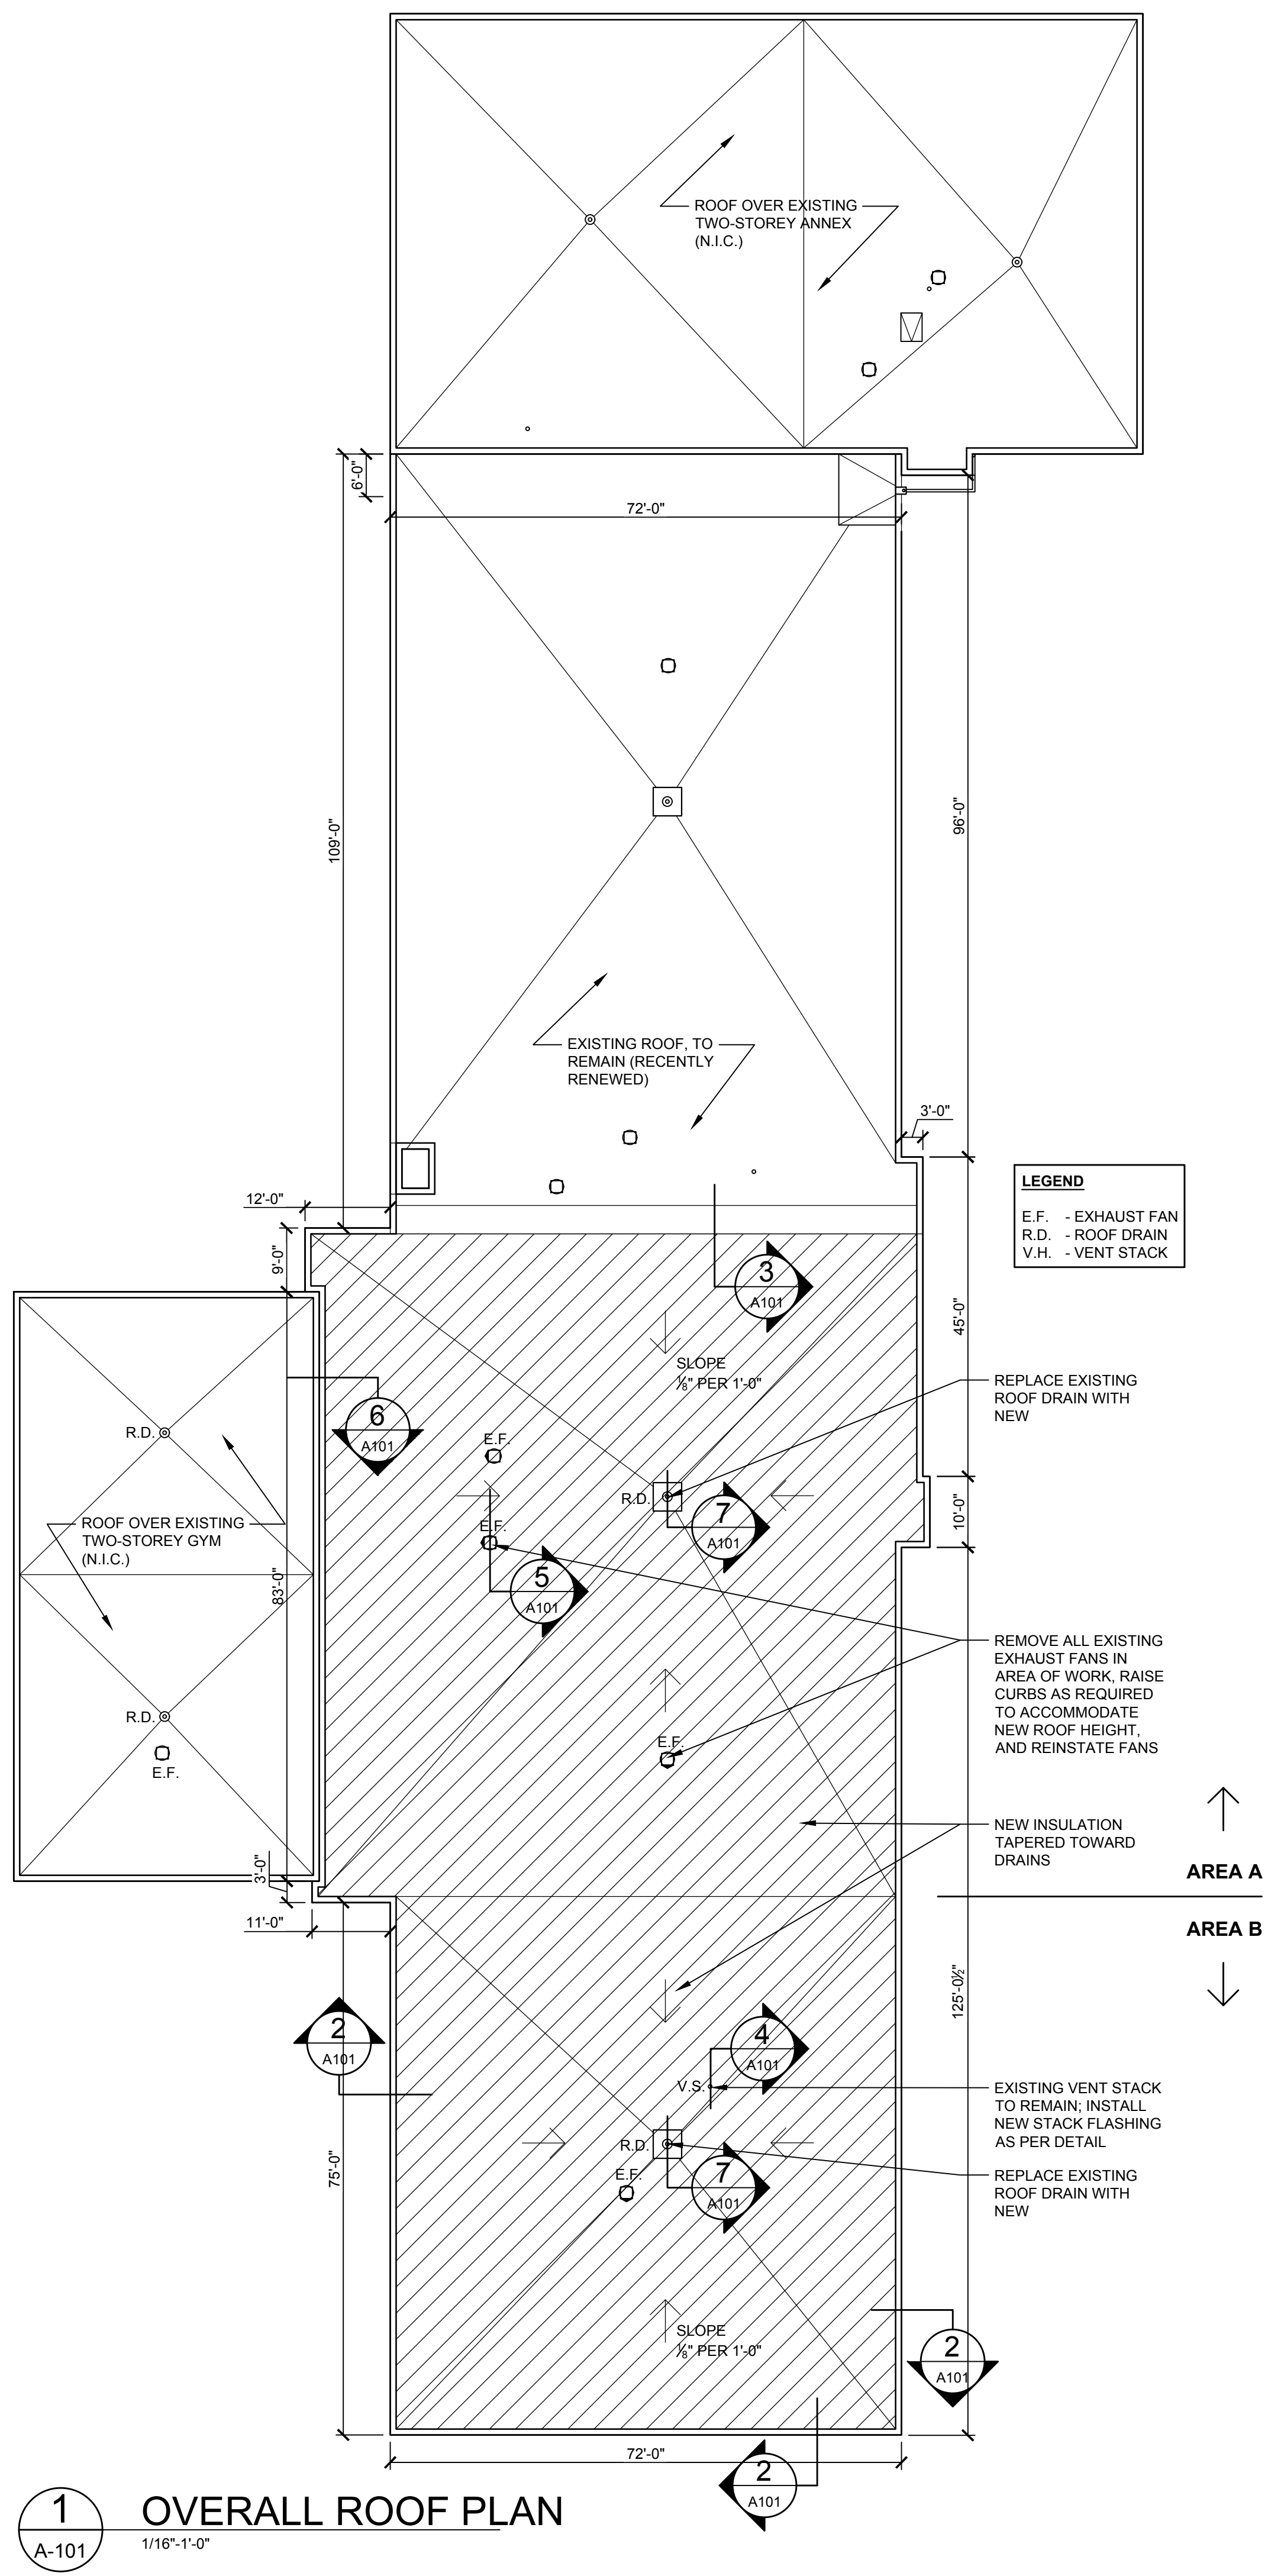 ROOF OVER EXISTING
TWO-STOREY ANNEX
(N.I.C.)
6'-0"
72'-0"
109'-0"
96'-0"
EXISTING ROOF, TO
REMAIN (RECENTLY
RENEWED)
3'-0"
LEGEND
E.F. - EXHAUST FAN
R.D. - ROOF DRAIN
V.H. - VENT STACK
12'-0"
9'-0"
3
A101
45'-0"
SLOPE
⅛" PER 1'-0"
REPLACE EXISTING
ROOF DRAIN WITH
NEW
6
A101
R.D.
E.F.
R.D.
7
A101
10'-0"
ROOF OVER EXISTING
TWO-STOREY GYM
(N.I.C.)
E.F.
5
A101
83'-0"
REMOVE ALL EXISTING
EXHAUST FANS IN
AREA OF WORK, RAISE
CURBS AS REQUIRED
TO ACCOMMODATE
NEW ROOF HEIGHT,
AND REINSTATE FANS
R.D.
E.F.
E.F.
NEW INSULATION
TAPERED TOWARD
DRAINS
AREA A
3'-0"
11'-0"
AREA B
125'-0½"
2
A101
4
A101
V.S.
EXISTING VENT STACK
TO REMAIN; INSTALL
NEW STACK FLASHING
AS PER DETAIL
R.D.
75'-0"
E.F.
7
A101
REPLACE EXISTING
ROOF DRAIN WITH
NEW
SLOPE
⅛" PER 1'-0"
2
A101
72'-0"
2
A101
1
A-101
OVERALL ROOF PLAN
1/16"-1'-0"